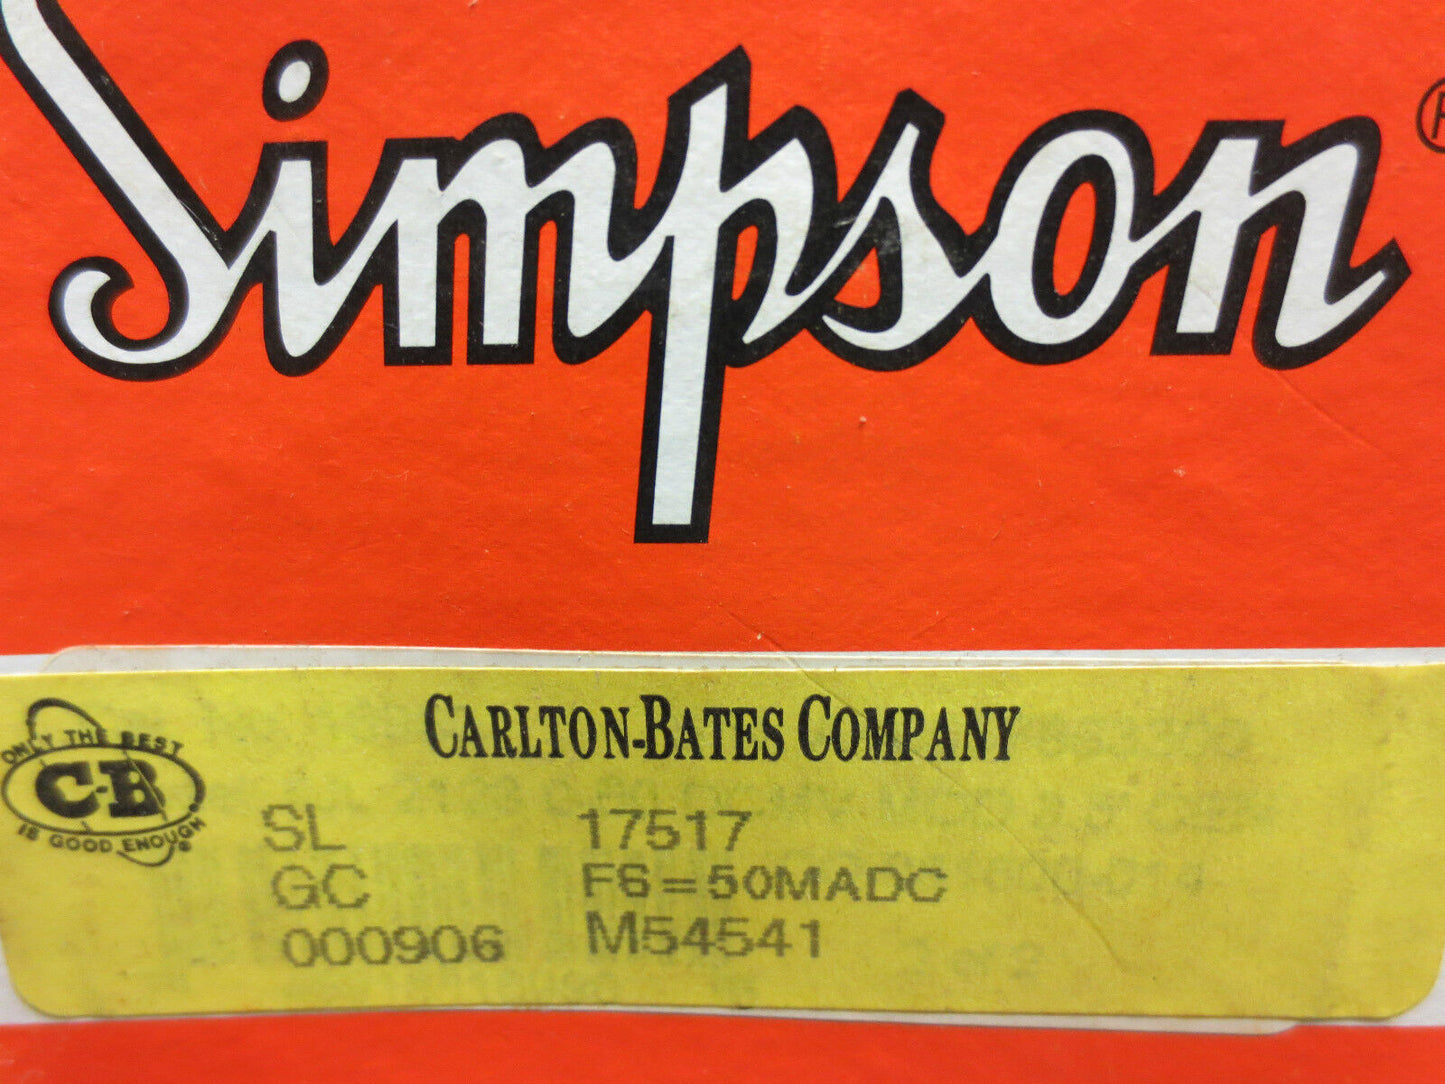 Simpson ®
CARLTON-BATES COMPANY
ONLY THE BEST
C-B
IS GOOD ENOUGH ®
SL 17517
GC F6=50MADC
000906 M54541